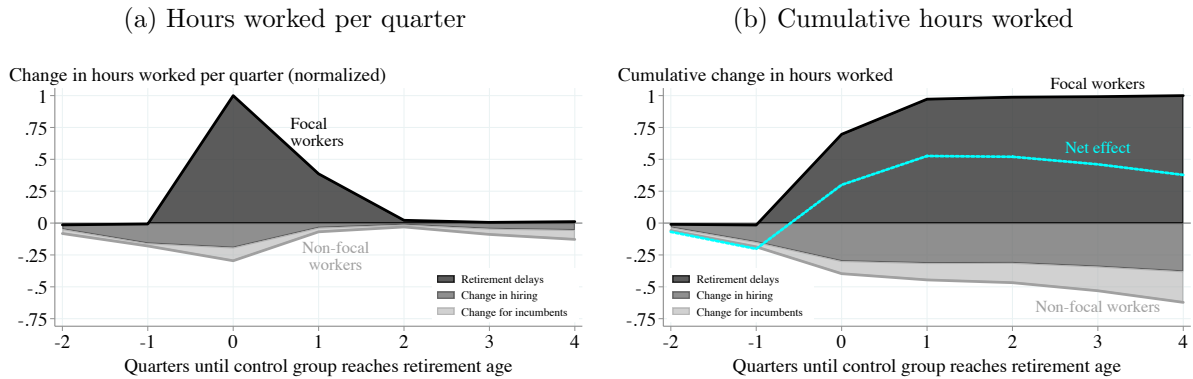 (a) Hours worked per quarter
Change in hours worked per quarter (normalized)
1
.75
.5
.25
0
-.25
-.5
-.75
Focal
workers
Non-focal
workers
Retirement delays
Change in hiring
Change for incumbents
-2 -1 0 1 2 3 4
Quarters until control group reaches retirement age
(b) Cumulative hours worked
Cumulative change in hours worked
1
.75
.5
.25
0
-.25
-.5
-.75
Focal workers
Net effect
Non-focal workers
Retirement delays
Change in hiring
Change for incumbents
-2 -1 0 1 2 3 4
Quarters until control group reaches retirement age